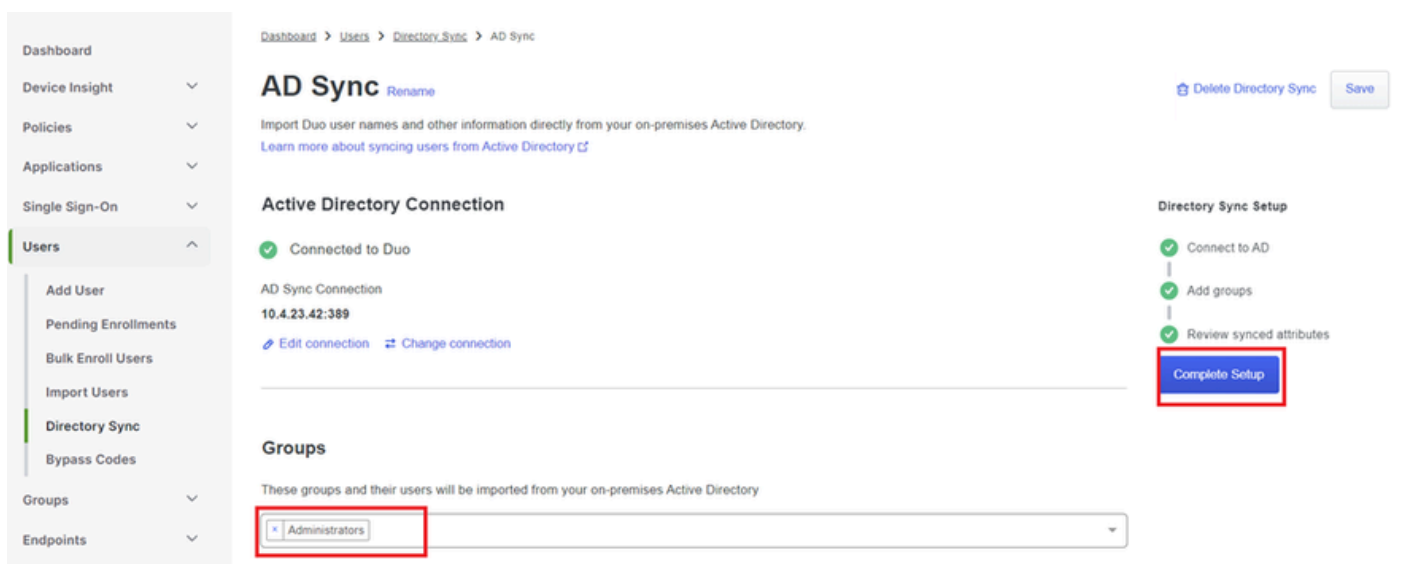 Dashboard
Device Insight
Policies
Applications
Single Sign-On
Users
Add User
Pending Enrollments
Bulk Enroll Users
Import Users
Directory Sync
Bypass Codes
Groups
Endpoints
Dashboard > Users > Directory Sync > AD Sync
AD Sync Rename
Delete Directory Sync
Save
Import Duo user names and other information directly from your on-premises Active Directory.
Learn more about syncing users from Active Directory
Active Directory Connection
Connected to Duo
AD Sync Connection
10.4.23.42:389
Edit connection Change connection
Groups
These groups and their users will be imported from your on-premises Active Directory
× Administrators
Directory Sync Setup
Connect to AD
Add groups
Review synced attributes
Complete Setup